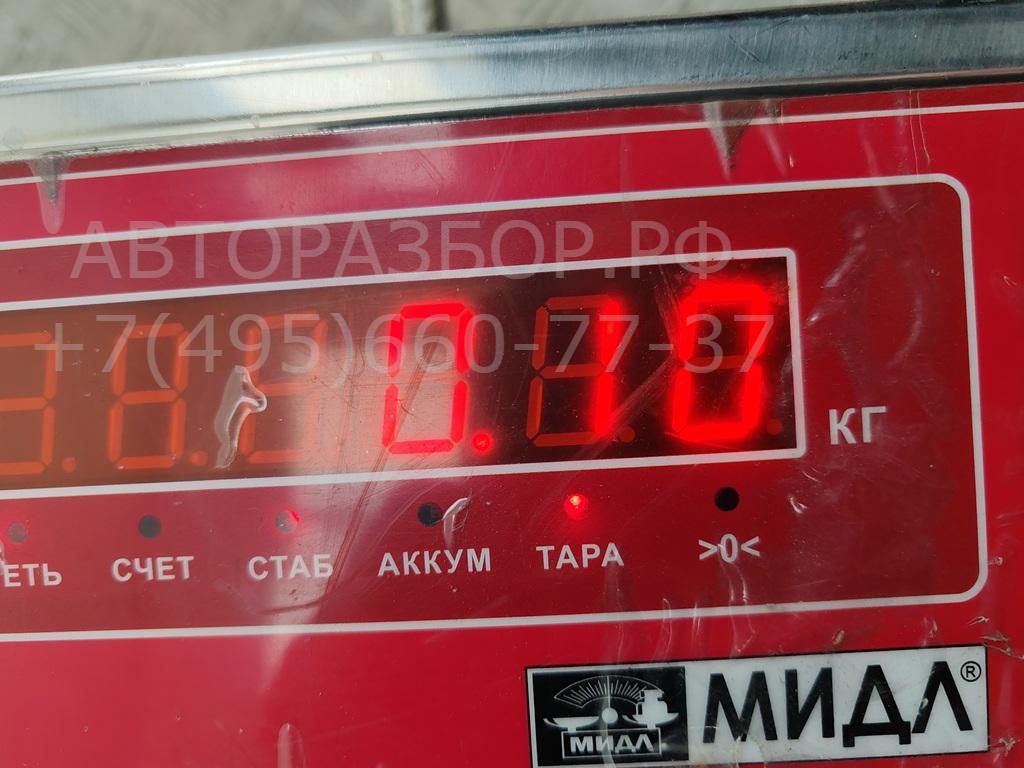 АВТОРАЗБОР.РФ
+7(495)660-77-37
0.10
КГ
ЕТЬ СЧЕТ СТАБ АККУМ ТАРА >0<
МИДЛ МИДЛ®